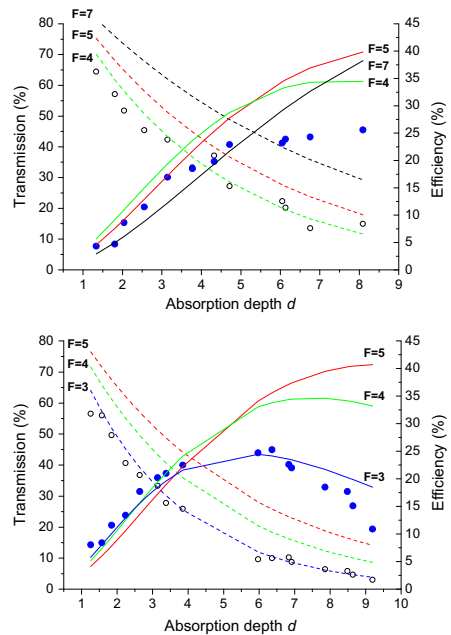 F=7
80
70
60
50
40
30
20
10
0
F=5
F=4
F=5
F=7
F=4
45
40
35
30
25
20
15
10
5
0
Transmission (%)
Efficiency (%)
1 2 3 4 5 6 7 8 9
Absorption depth d
80
70
60
50
40
30
20
10
0
F=5
F=4
F=3
F=5
F=4
F=3
45
40
35
30
25
20
15
10
5
0
Transmission (%)
Efficiency (%)
1 2 3 4 5 6 7 8 9 10
Absorption depth d